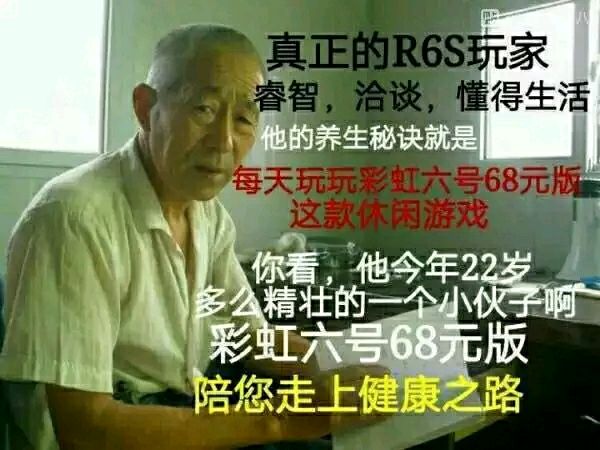 真正的R6S玩家
睿智，洽谈，懂得生活
他的养生秘诀就是
每天玩玩彩虹六号68元版
这款休闲游戏
你看，他今年22岁
多么精壮的一个小伙子啊
彩虹六号68元版
陪您走上健康之路